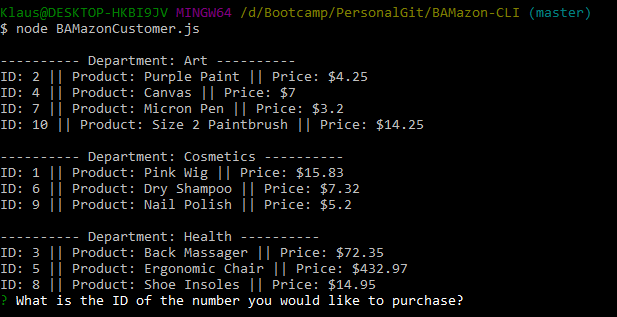 Klaus@DESKTOP-HKBI9JV MINGW64 /d/Bootcamp/PersonalGit/BAMazon-CLI (master)
$ node BAMazonCustomer.js
---------- Department: Art ----------
ID: 2 || Product: Purple Paint || Price: $4.25
ID: 4 || Product: Canvas || Price: $7
ID: 7 || Product: Micron Pen || Price: $3.2
ID: 10 || Product: Size 2 Paintbrush || Price: $14.25
---------- Department: Cosmetics ----------
ID: 1 || Product: Pink Wig || Price: $15.83
ID: 6 || Product: Dry Shampoo || Price: $7.32
ID: 9 || Product: Nail Polish || Price: $5.2
---------- Department: Health ----------
ID: 3 || Product: Back Massager || Price: $72.35
ID: 5 || Product: Ergonomic Chair || Price: $432.97
ID: 8 || Product: Shoe Insoles || Price: $14.95
? What is the ID of the number you would like to purchase?